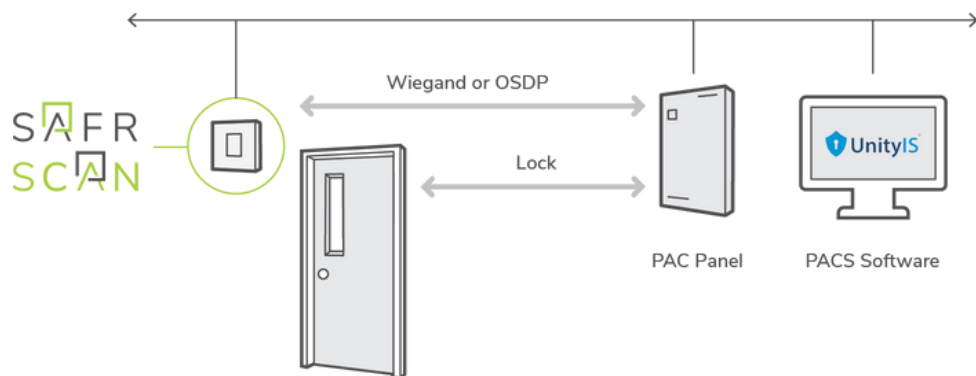 Wiegand or OSDP
SAFR
SCAN
UnityIS
Lock
PAC Panel
PACS Software